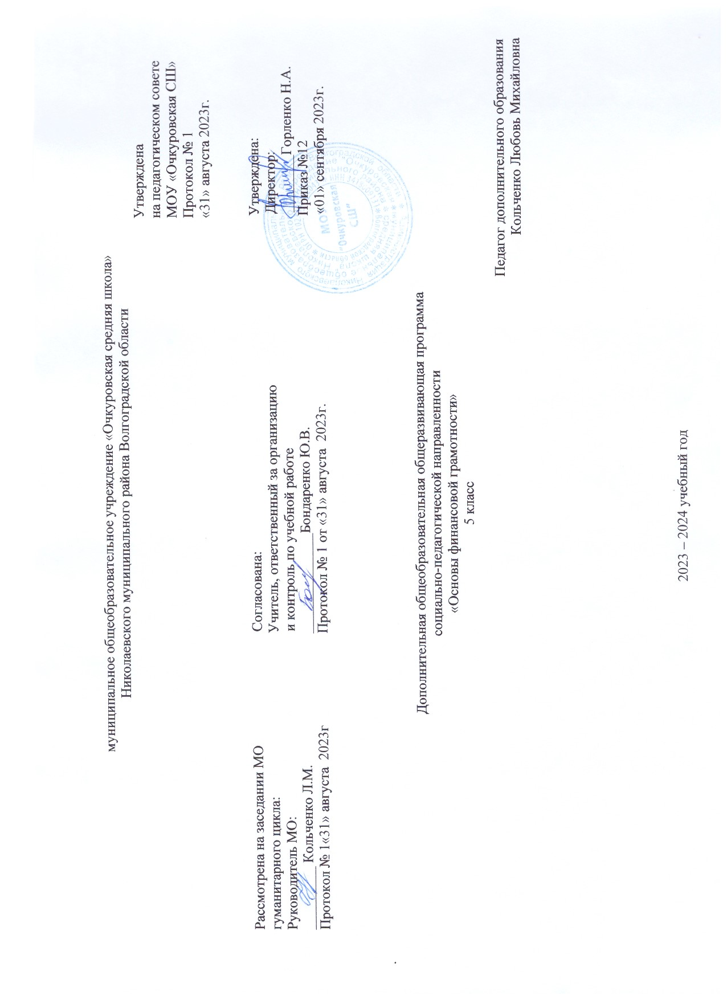 муниципальное общеобразовательное учреждение «Очкуровская средняя школа»
Николаевского муниципального района Волгоградской области
Утверждена
на педагогическом совете
МОУ «Очкуровская СШ»
Протокол № 1
«31» августа 2023г.
Рассмотрена на заседании МО
гуманитарного цикла:
Руководитель МО:
Кольченко Л.М.
Протокол № 1«31» августа 2023г
Согласована:
Учитель, ответственный за организацию
и контроль по учебной работе
Бондаренко Ю.В.
Протокол № 1 от «31» августа 2023г.
Утверждена:
Директор:
Горленко Н.А.
Приказ №12
«01» сентября 2023г.
МОУ
"Очкуровская
СШ"
Дополнительная общеобразовательная общеразвивающая программа
социально-педагогической направленности
«Основы финансовой грамотности»
5 класс
Педагог дополнительного образования
Кольченко Любовь Михайловна
2023 – 2024 учебный год